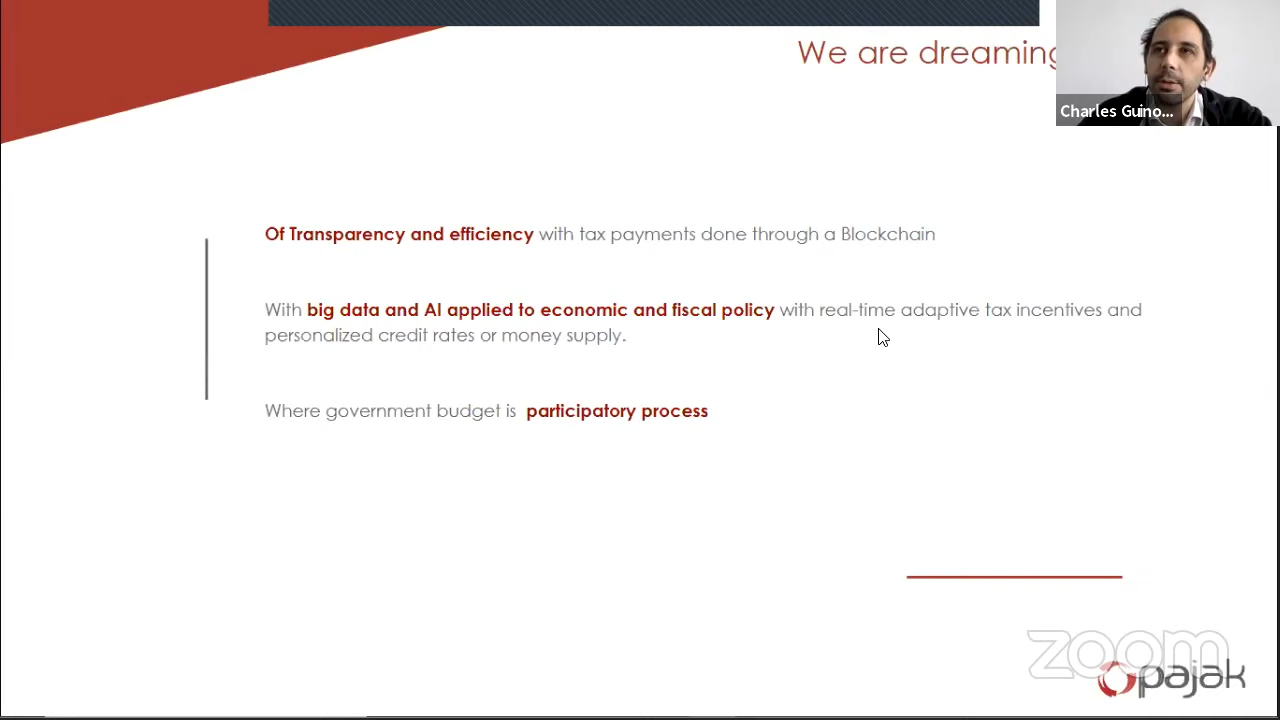 We are dreaming
Charles Guino...
Of Transparency and efficiency with tax payments done through a Blockchain
With big data and AI applied to economic and fiscal policy with real-time adaptive tax incentives and
personalized credit rates or money supply.
Where government budget is participatory process
zoom
pajak